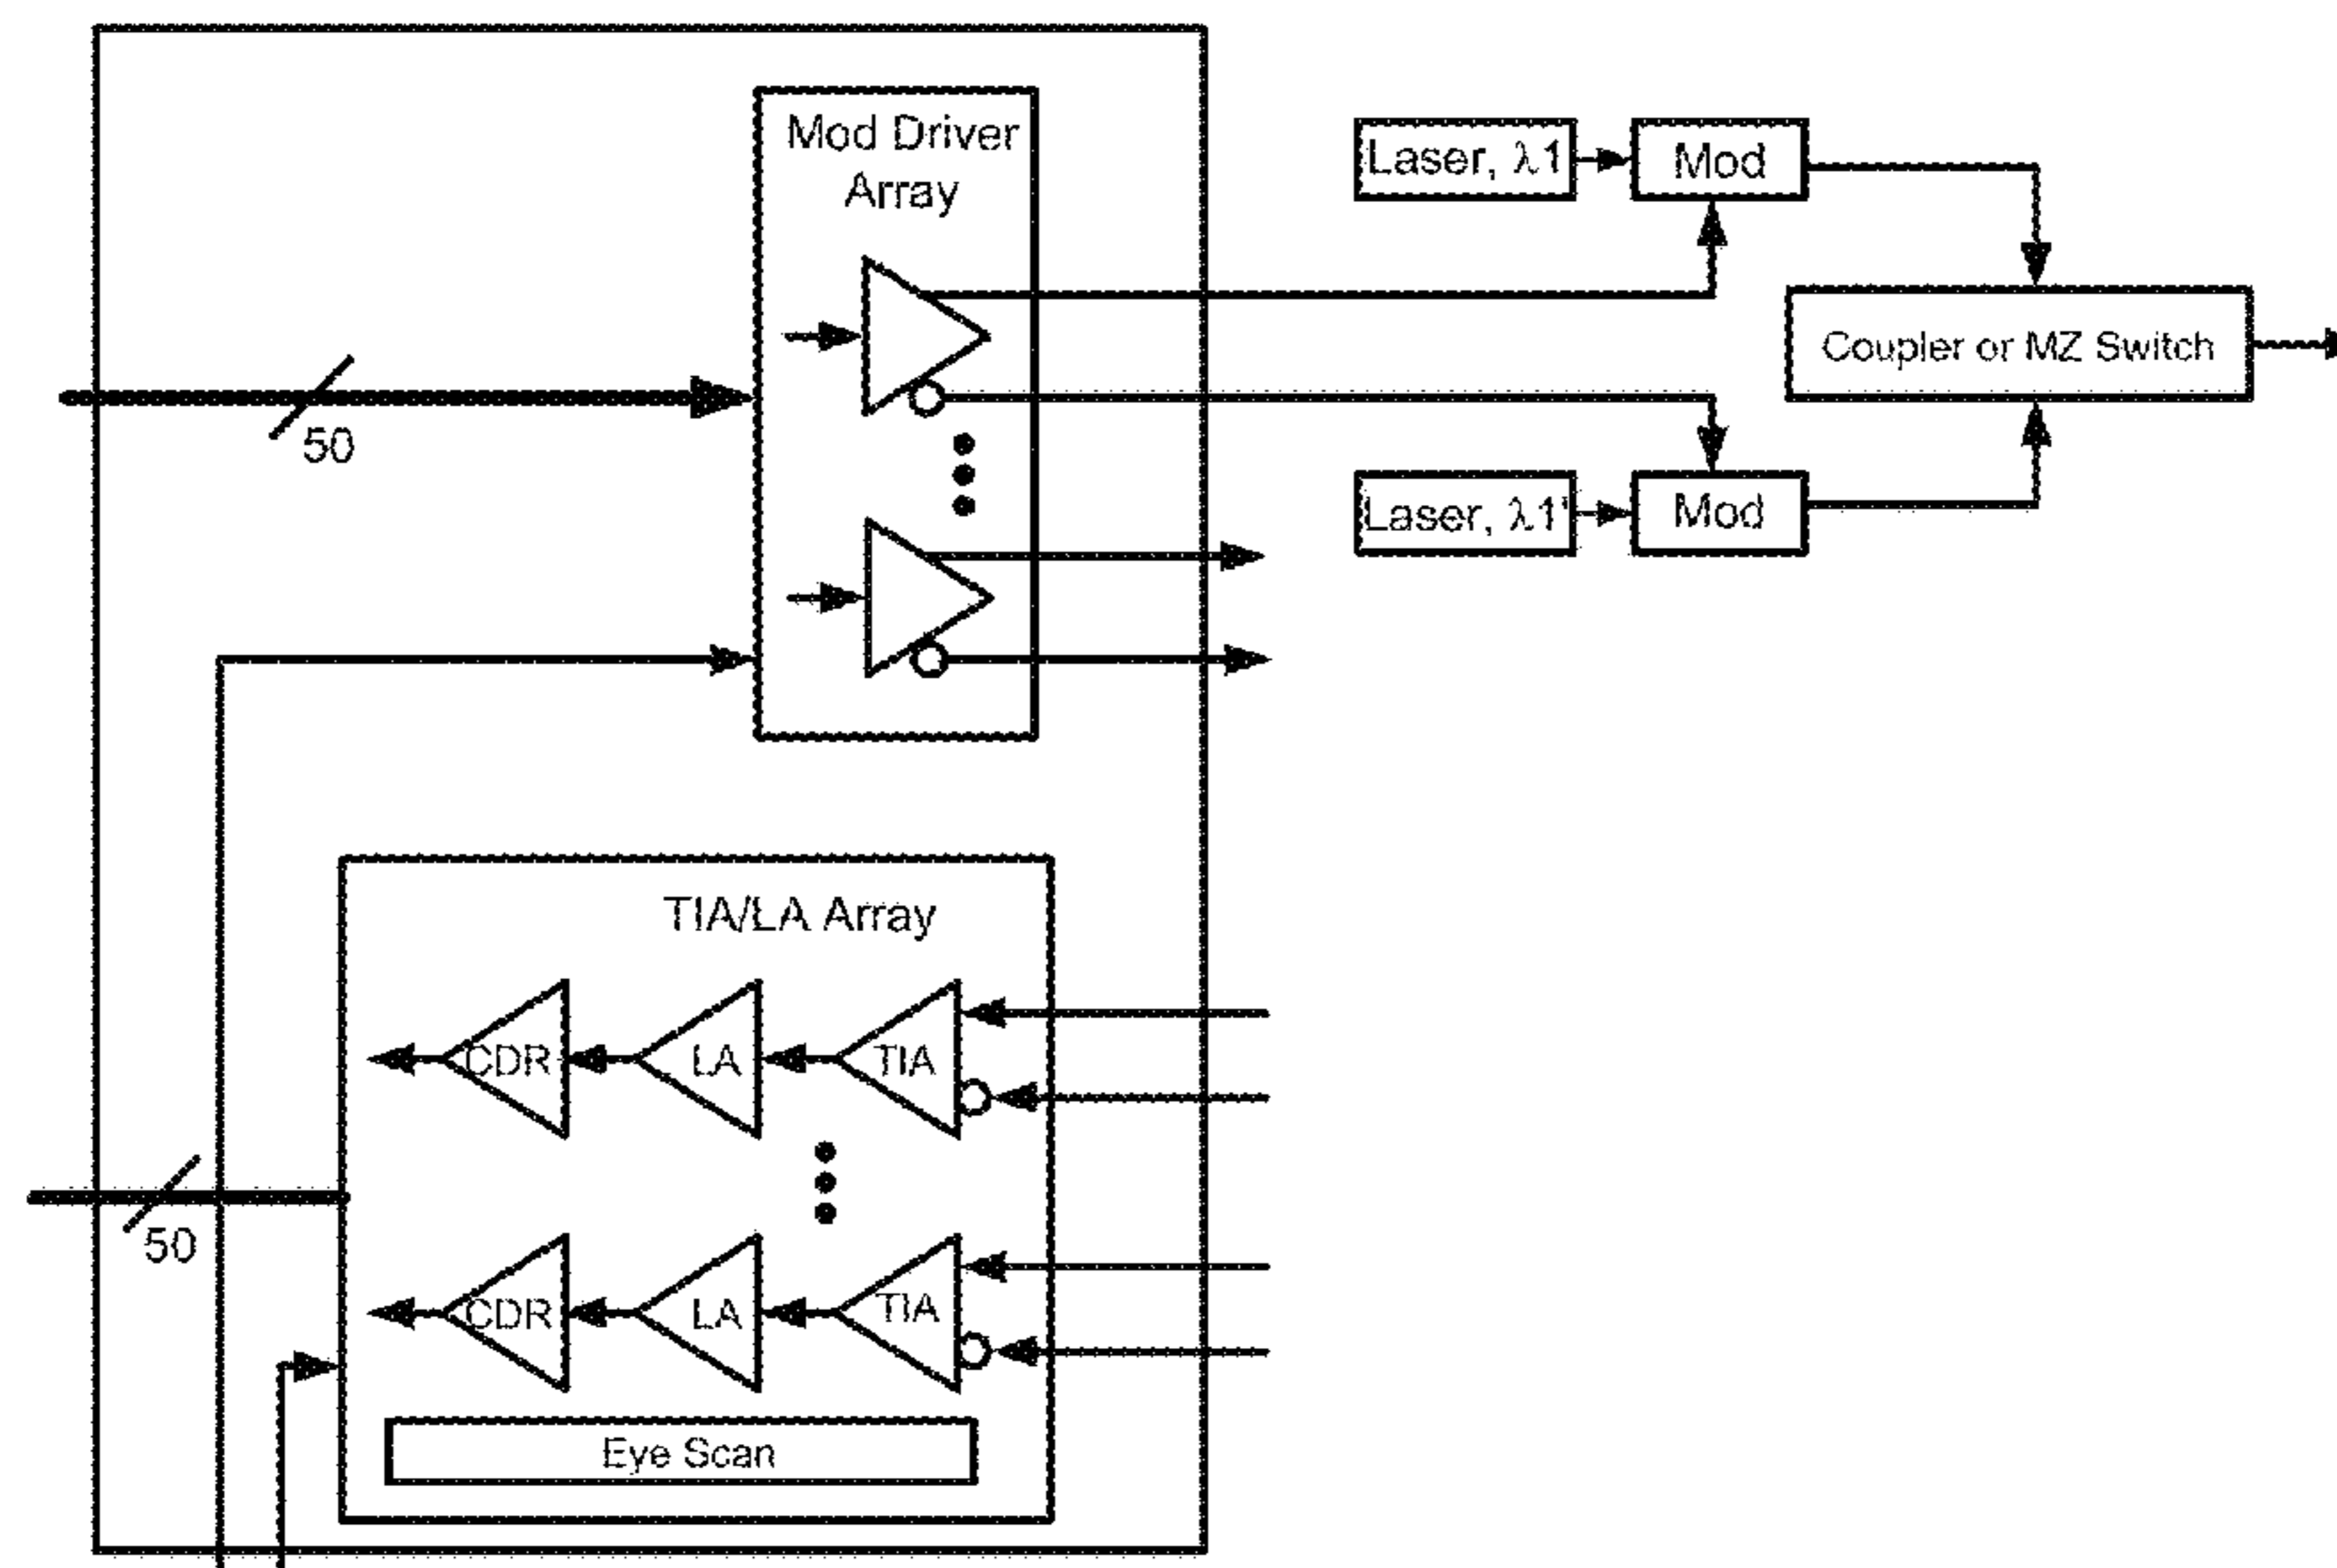 Mod Driver
Array
Laser, λ1
Mod
Coupler or MZ Switch
50
Laser, λ1'
Mod
TIA/LA Array
CDR
LA
TIA
50
CDR
LA
TIA
Eye Scan